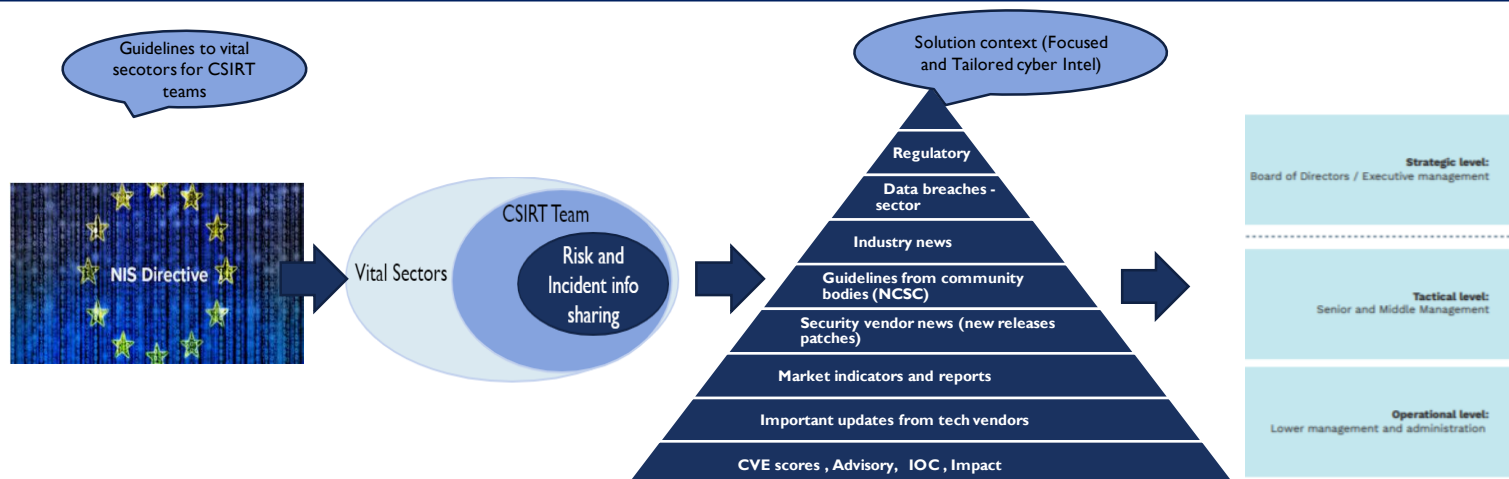 Guidelines to vital
secotors for CSIRT
teams
Solution context (Focused
and Tailored cyber Intel)
NIS Directive
Vital Sectors
CSIRT Team
Risk and
Incident info
sharing
Regulatory
Data breaches -
sector
Industry news
Guidelines from community
bodies (NCSC)
Security vendor news (new releases
patches)
Market indicators and reports
Important updates from tech vendors
CVE scores , Advisory, IOC , Impact
Strategic level:
Board of Directors / Executive management
Tactical level:
Senior and Middle Management
Operational level:
Lower management and administration